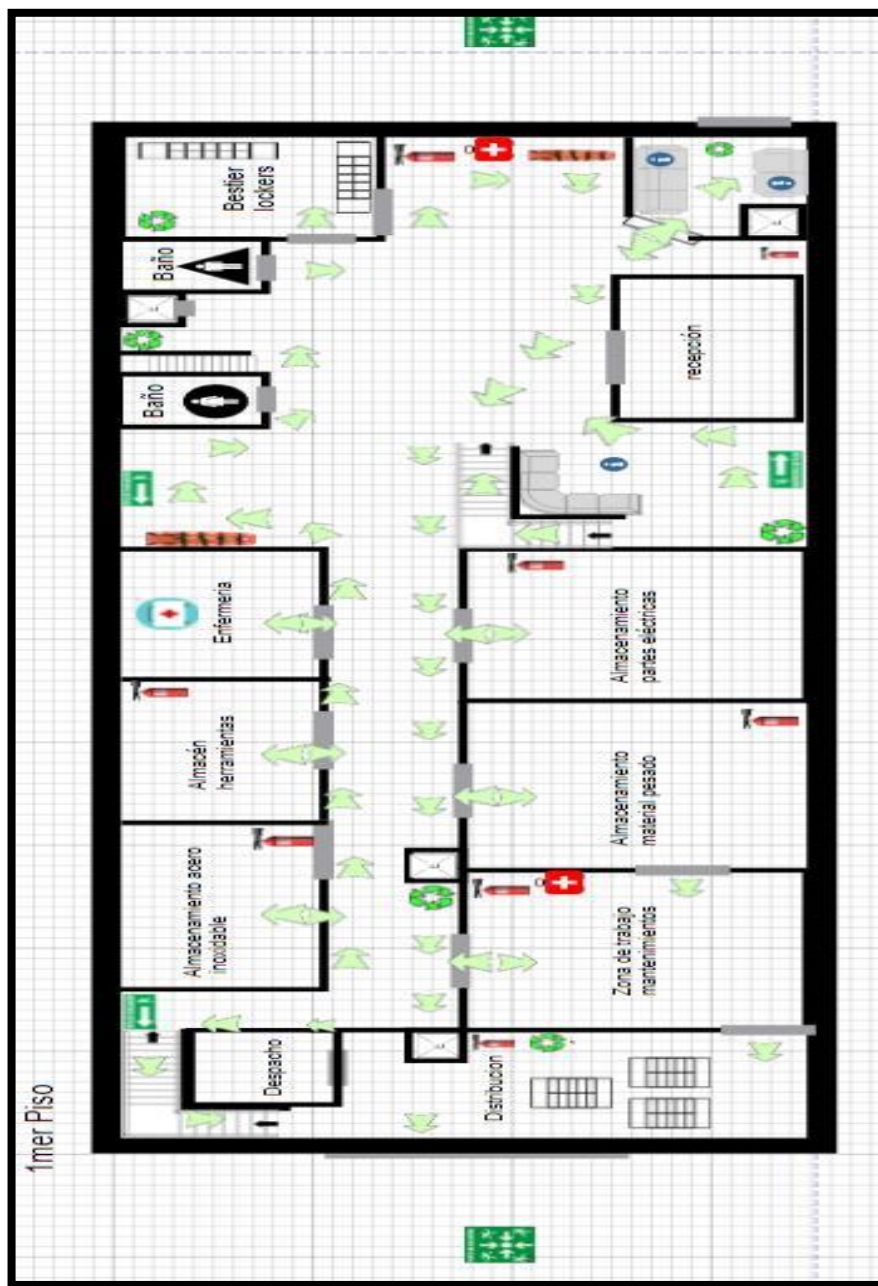 1mer Piso
Despacho
Almacenamiento acero
inoxidable
Almacén
herramientas
Enfermeria
Baño
Baño
Bestier
lockers
Distribucion
Zona de trabajo
mantenimientos
Almacenamiento
material pesado
Almacenamiento
partes eléctricas
recepción